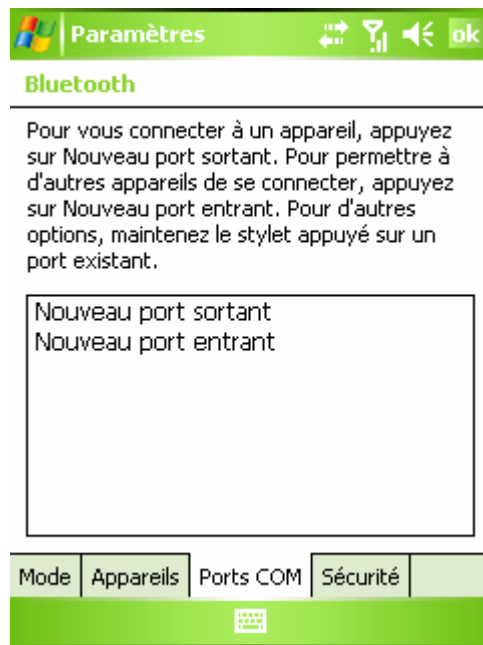 Paramètres ok
Bluetooth
Pour vous connecter à un appareil, appuyez
sur Nouveau port sortant. Pour permettre à
d'autres appareils de se connecter, appuyez
sur Nouveau port entrant. Pour d'autres
options, maintenez le stylet appuyé sur un
port existant.
Nouveau port sortant
Nouveau port entrant
Mode Appareils Ports COM Sécurité